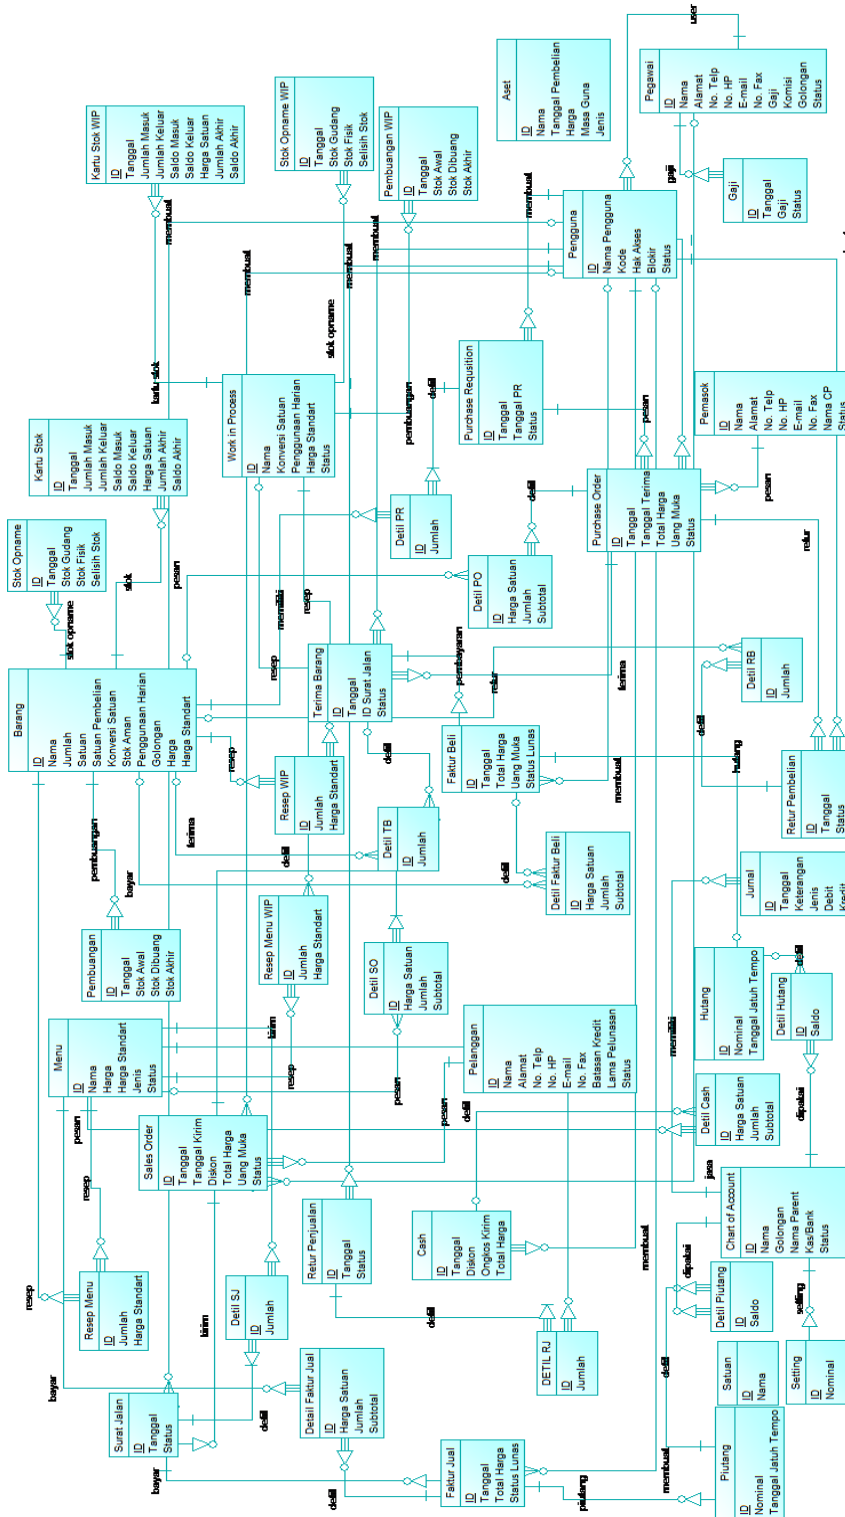 user
Pegawai
ID
Nama
Alamat
No. Telp
No. HP
E-mail
No. Fax
Gaji
Komisi
Golongan
Status
Aset
ID
Nama
Tanggal Pembelian
Harga
Masa Guna
Jenis
Stok Opname WIP
ID
Tanggal
Stok Gudang
Stok Fisik
Selisih Stok
Kartu Stok WIP
ID
Tanggal
Jumlah Masuk
Jumlah Keluar
Saldo Masuk
Saldo Keluar
Harga Satuan
Jumlah Akhir
Saldo Akhir
Pembuangan WIP
ID
Tanggal
Stok Awal
Stok Dibuang
Stok Akhir
gaji
Gaji
ID
Tanggal
Gaji
Status
Pengguna
ID
Nama Pengguna
Kode
Hak Akses
Blokir
Status
membuat
membuat
membuat
membuat
kartu stok
stok opname
pembuangan
Work in Process
ID
Nama
Konversi Satuan
Penggunaan Harian
Harga Standart
Status
detil
Purchase Requsition
ID
Tanggal
Tanggal PR
Status
pesan
Pemasok
ID
Nama
Alamat
No. Telp
No. HP
E-mail
No. Fax
Nama CP
Status
Kartu Stok
ID
Tanggal
Jumlah Masuk
Jumlah Keluar
Saldo Masuk
Saldo Keluar
Harga Satuan
Jumlah Akhir
Saldo Akhir
Stok Opname
ID
Tanggal
Stok Gudang
Stok Fisik
Selisih Stok
stok opname
stok
pesan
Detil PR
ID
Jumlah
detil
Purchase Order
ID
Tanggal
Tanggal Terima
Total Harga
Uang Muka
Status
pesan
retur
Detil PO
ID
Harga Satuan
Jumlah
Subtotal
memiliki
resep
resep
Barang
ID
Nama
Jumlah
Satuan
Satuan Pembelian
Konversi Satuan
Stok Aman
Penggunaan Harian
Golongan
Harga
Harga Standart
Terima Barang
ID
Tanggal
ID Surat Jalan
Status
pembayaran
retur
terima
Detil RB
ID
Jumlah
detil
Faktur Beli
ID
Tanggal
Total Harga
Uang Muka
Status Lunas
hutang
membuat
Retur Pembelian
ID
Tanggal
Status
resep
Resep WIP
ID
Jumlah
Harga Standart
detil
detil
Detil TB
ID
Jumlah
terima
pembuangan
bayar
detil
Detil Faktur Beli
ID
Harga Satuan
Jumlah
Subtotal
Jurnal
ID
Tanggal
Keterangan
Jenis
Debit
Kredit
Pembuangan
ID
Tanggal
Stok Awal
Stok Dibuang
Stok Akhir
Resep Menu WIP
ID
Jumlah
Harga Standart
Detil SO
ID
Harga Satuan
Jumlah
Subtotal
Hutang
ID
Nominal
Tanggal Jatuh Tempo
detil
Detil Hutang
ID
Saldo
Menu
ID
Nama
Harga
Harga Standart
Jenis
Status
kirim
resep
pesan
Pelanggan
ID
Nama
Alamat
No. Telp
No. HP
E-mail
No. Fax
Batasan Kredit
Lama Pelunasan
Status
memiliki
Detil Cash
ID
Harga Satuan
Jumlah
Subtotal
dipakai
pesan
resep
Sales Order
ID
Tanggal
Tanggal Kirim
Diskon
Total Harga
Uang Muka
Status
pesan
detil
jasa
Chart of Account
ID
Nama
Golongan
Nama Parent
Kas/Bank
Status
Retur Penjualan
ID
Tanggal
Status
Cash
ID
Tanggal
Diskon
Ongkos Kirim
Total Harga
membuat
dipakai
setting
resep
Resep Menu
ID
Jumlah
Harga Standart
Detil SJ
ID
Jumlah
kirim
detil
Detil Piutang
ID
Saldo
detil
DETIL RJ
ID
Jumlah
Satuan
ID
Nama
Setting
ID
Nominal
bayar
Surat Jalan
ID
Tanggal
Status
detil
Detail Faktur Jual
ID
Harga Satuan
Jumlah
Subtotal
bayar
detil
Faktur Jual
ID
Tanggal
Total Harga
Status Lunas
piutang
membuat
Piutang
ID
Nominal
Tanggal Jatuh Tempo